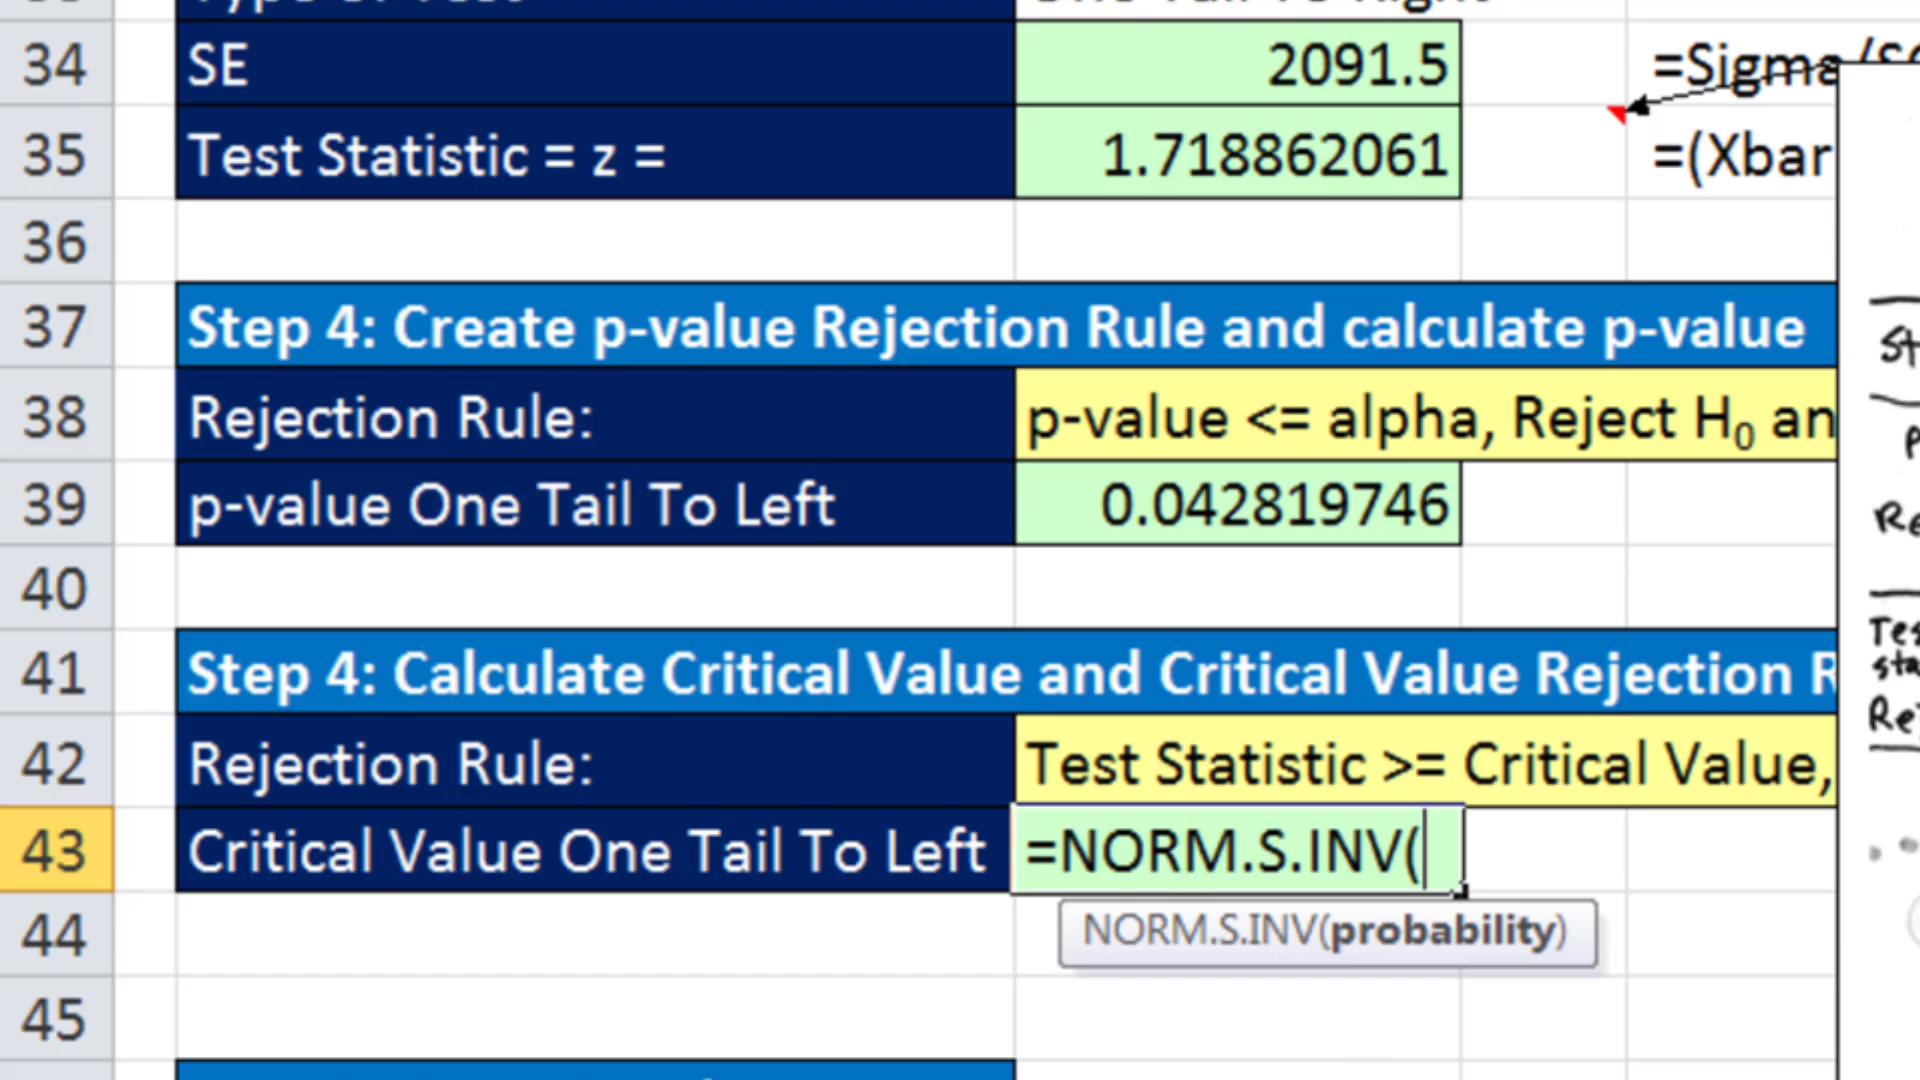 34 SE 2091.5 =Sigma
35 Test Statistic = z = 1.718862061 =(Xbar
36
37 Step 4: Create p-value Rejection Rule and calculate p-value
38 Rejection Rule: p-value <= alpha, Reject H₀ an
39 p-value One Tail To Left 0.042819746
40
41 Step 4: Calculate Critical Value and Critical Value Rejection R
42 Rejection Rule: Test Statistic >= Critical Value,
43 Critical Value One Tail To Left =NORM.S.INV(
44 NORM.S.INV(probability)
45